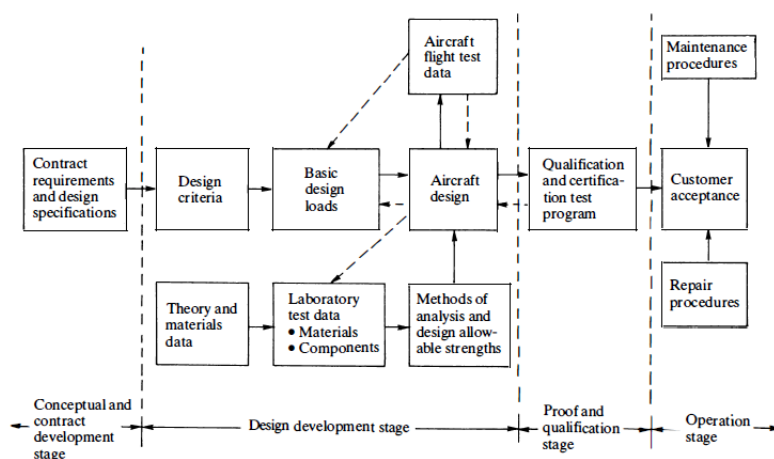 Aircraft
flight test
data
Maintenance
procedures
Contract
requirements
and design
specifications
Design
criteria
Basic
design
loads
Aircraft
design
Qualification
and certifica-
tion test
program
Customer
acceptance
Theory and
materials
data
Laboratory
test data
• Materials
• Components
Methods of
analysis and
design allow-
able strengths
Repair
procedures
Conceptual and
contract
development
stage
Design development stage
Proof and
qualification
stage
Operation
stage